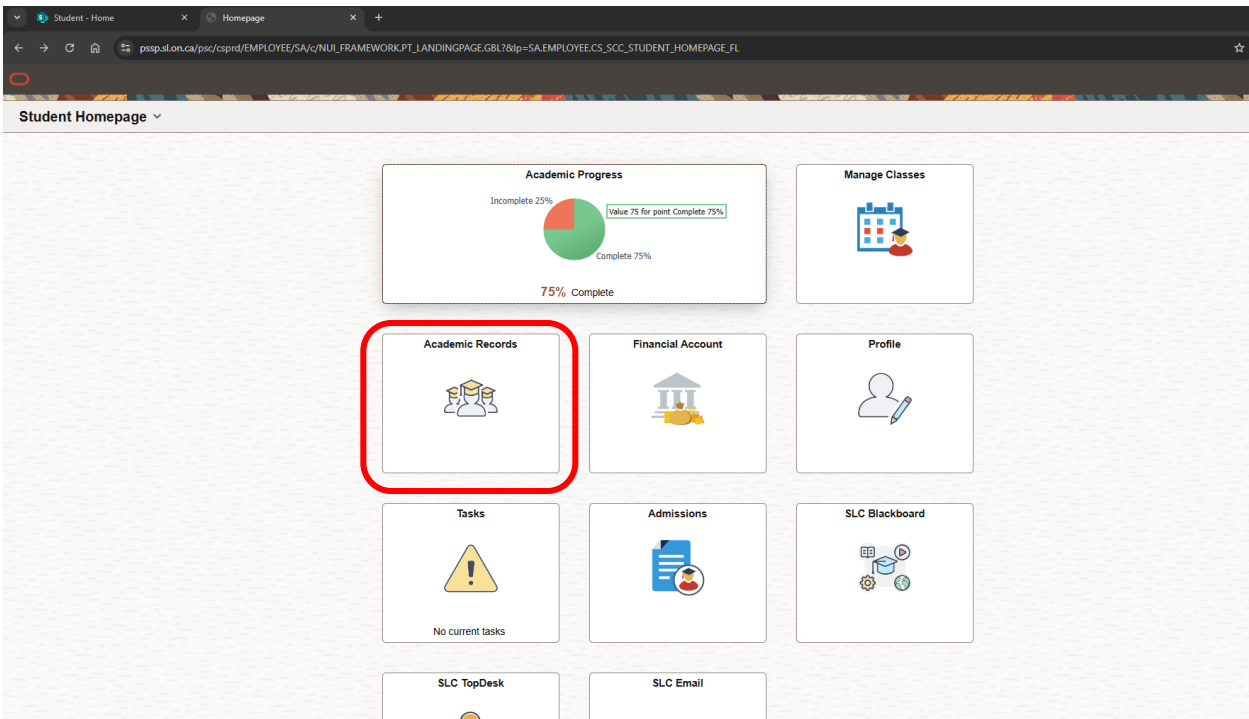 Student - Home
Homepage
pssp.sl.on.ca/psc/csprd/EMPLOYEE/SA/c/NUI_FRAMEWORK.PT_LANDINGPAGE.GBL?&lp=SA.EMPLOYEE.CS_SCC_STUDENT_HOMEPAGE_FL
Student Homepage
Academic Progress
Incomplete 25%
Value 75 for point Complete 75%
Complete 75%
75% Complete
Manage Classes
Academic Records
Financial Account
Profile
Tasks
No current tasks
Admissions
SLC Blackboard
SLC TopDesk
SLC Email